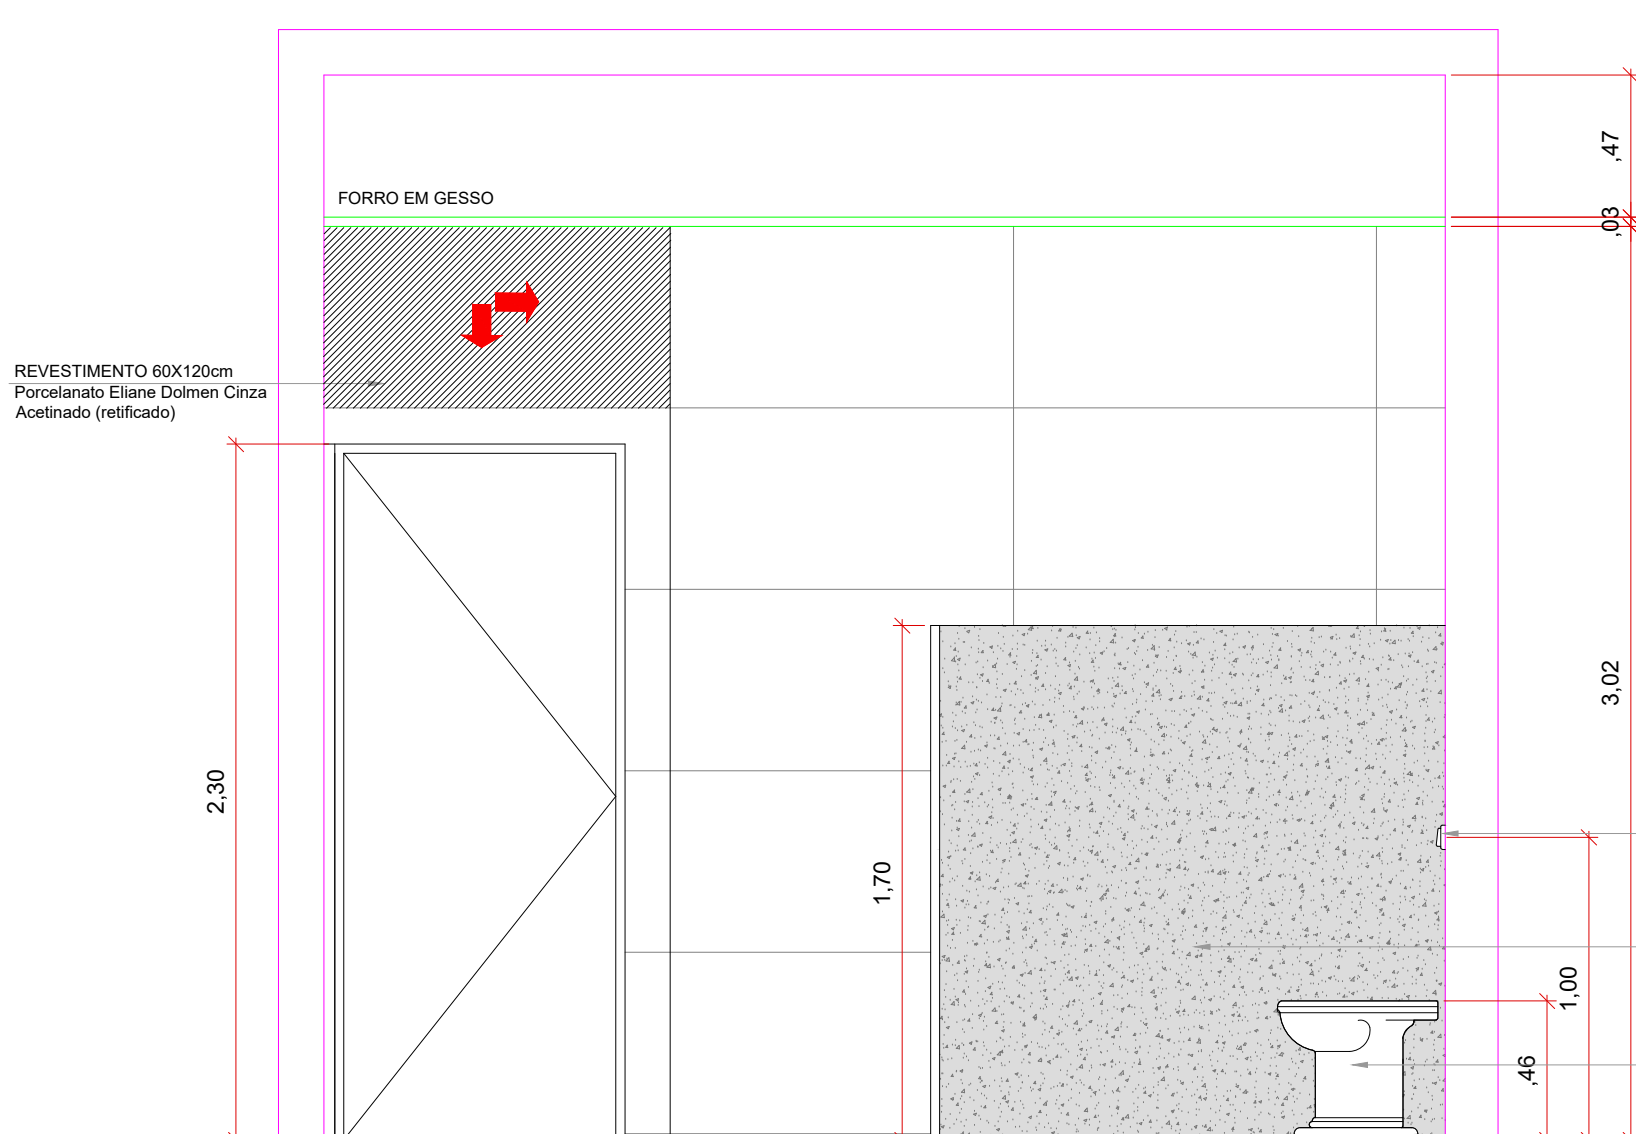 ,47
FORRO EM GESSO
,03
REVESTIMENTO 60X120cm
Porcelanato Eliane Dolmen Cinza
Acetinado (retificado)
3,02
2,30
1,70
1,00
,46